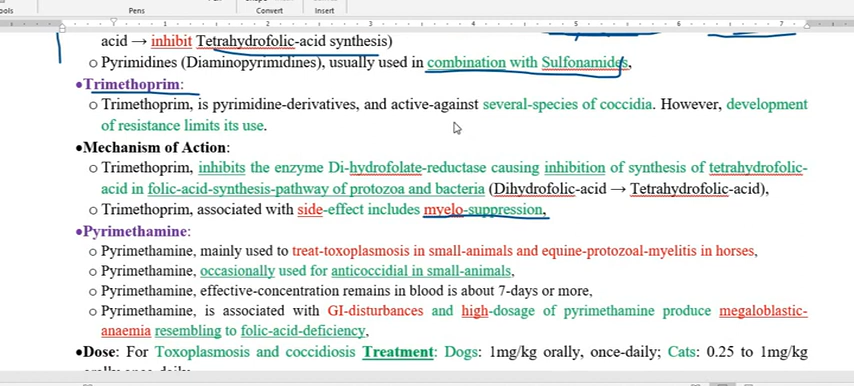 Pens
Convert
Insert
2 3 4 5 6 7
acid → inhibit Tetrahydrofolic-acid synthesis)
o Pyrimidines (Diaminopyrimidines), usually used in combination with Sulfonamides,
•Trimethoprim:
o Trimethoprim, is pyrimidine-derivatives, and active-against several-species of coccidia. However, development
of resistance limits its use.
•Mechanism of Action:
o Trimethoprim, inhibits the enzyme Di-hydrofolate-reductase causing inhibition of synthesis of tetrahydrofolic-
acid in folic-acid-synthesis-pathway of protozoa and bacteria (Dihydrofolic-acid → Tetrahydrofolic-acid),
o Trimethoprim, associated with side-effect includes myelo-suppression,
•Pyrimethamine:
o Pyrimethamine, mainly used to treat-toxoplasmosis in small-animals and equine-protozoal-myelitis in horses,
o Pyrimethamine, occasionally used for anticoccidial in small-animals,
o Pyrimethamine, effective-concentration remains in blood is about 7-days or more,
o Pyrimethamine, is associated with GI-disturbances and high-dosage of pyrimethamine produce megaloblastic-
anaemia resembling to folic-acid-deficiency,
•Dose: For Toxoplasmosis and coccidiosis Treatment: Dogs: 1mg/kg orally, once-daily; Cats: 0.25 to 1mg/kg